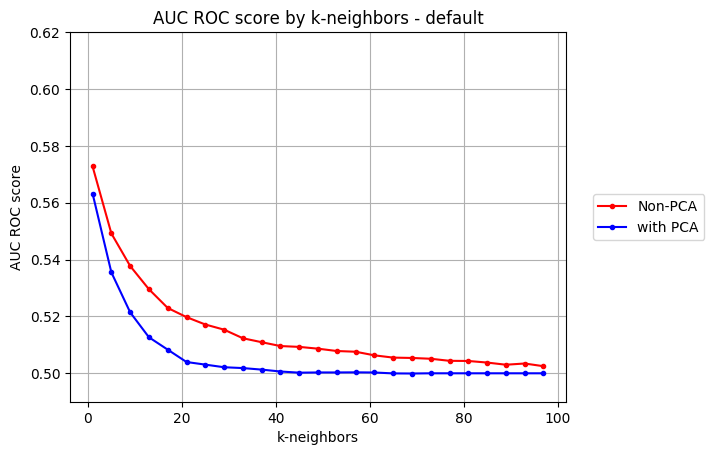 AUC ROC score by k-neighbors - default
AUC ROC score
0.62
0.60
0.58
0.56
0.54
0.52
0.50
0
20
40
60
80
100
k-neighbors
Non-PCA
with PCA